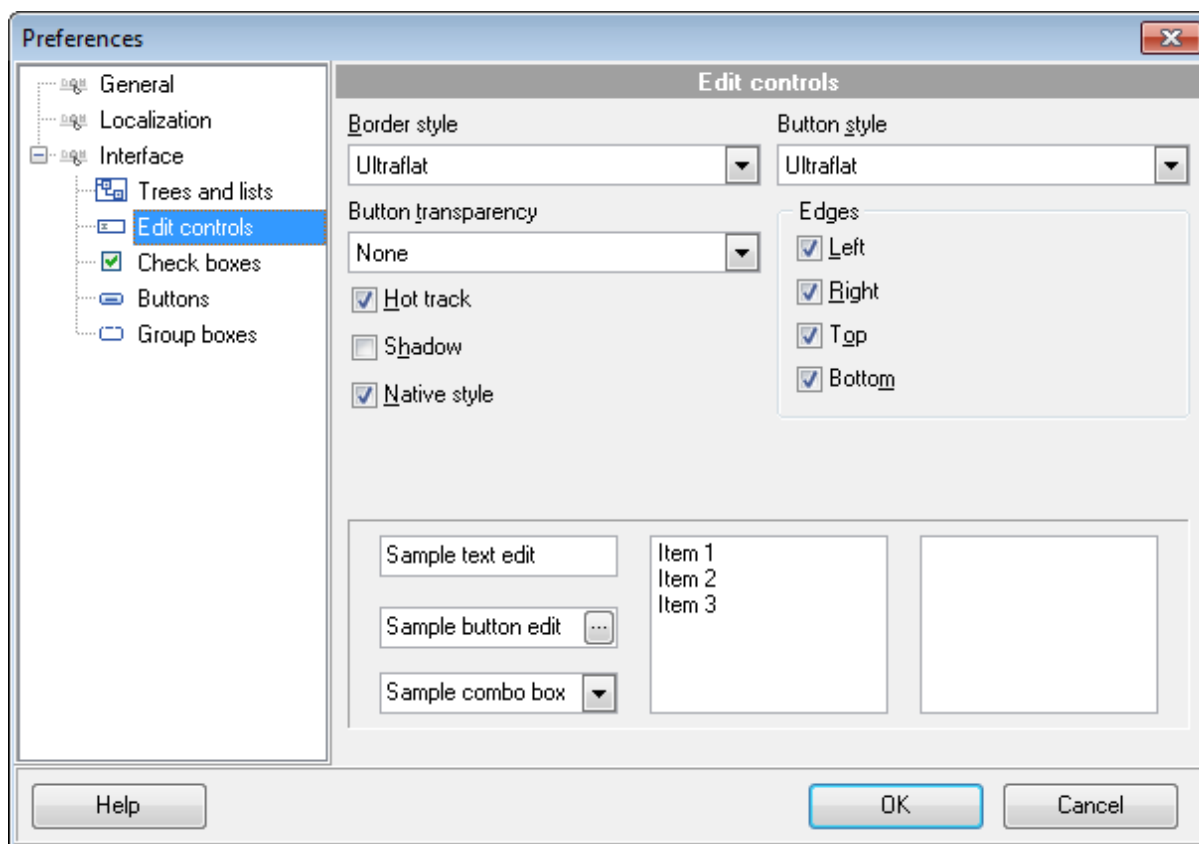 Preferences
General
Localization
Interface
Trees and lists
Edit controls
Check boxes
Buttons
Group boxes
Edit controls
Border style
Ultraflat
Button style
Ultraflat
Button transparency
None
Hot track
Shadow
Native style
Edges
Left
Right
Top
Bottom
Sample text edit
Sample button edit ...
Sample combo box
Item 1
Item 2
Item 3
Help
OK
Cancel